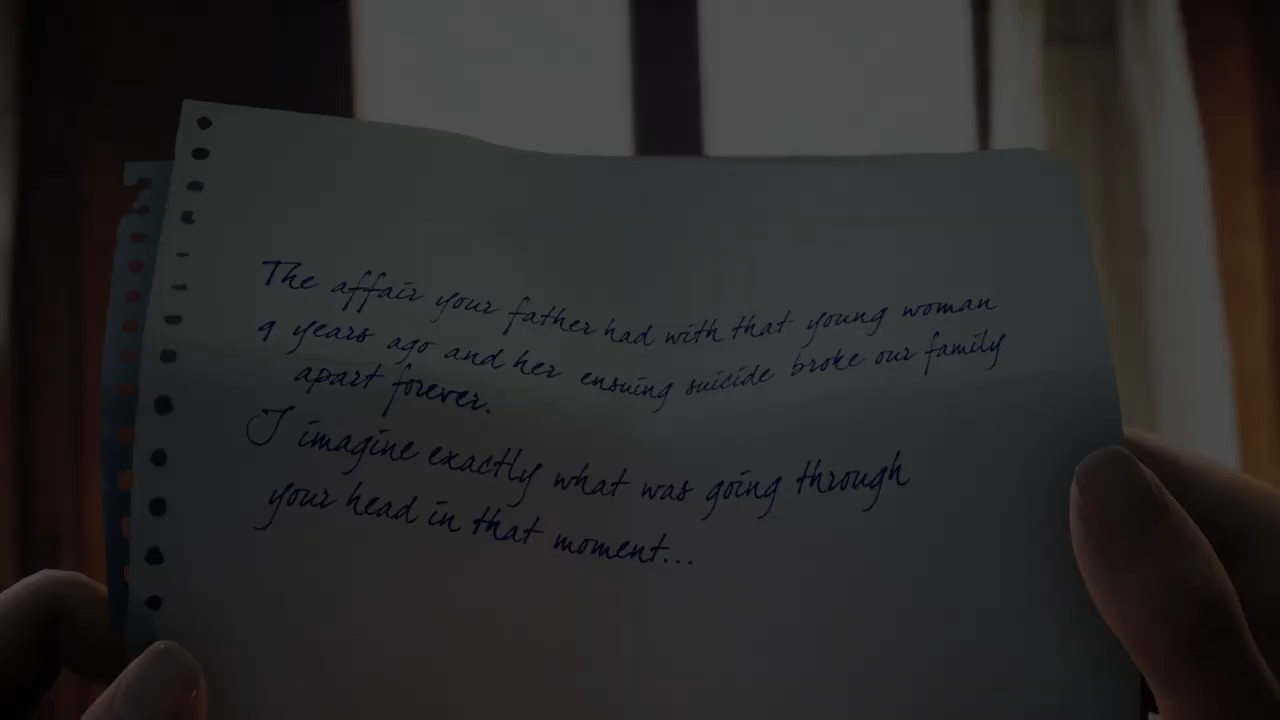 The affair your father had with that young woman
9 years ago and her ensuing suicide broke our family
apart forever.
I imagine exactly what was going through
your head in that moment...